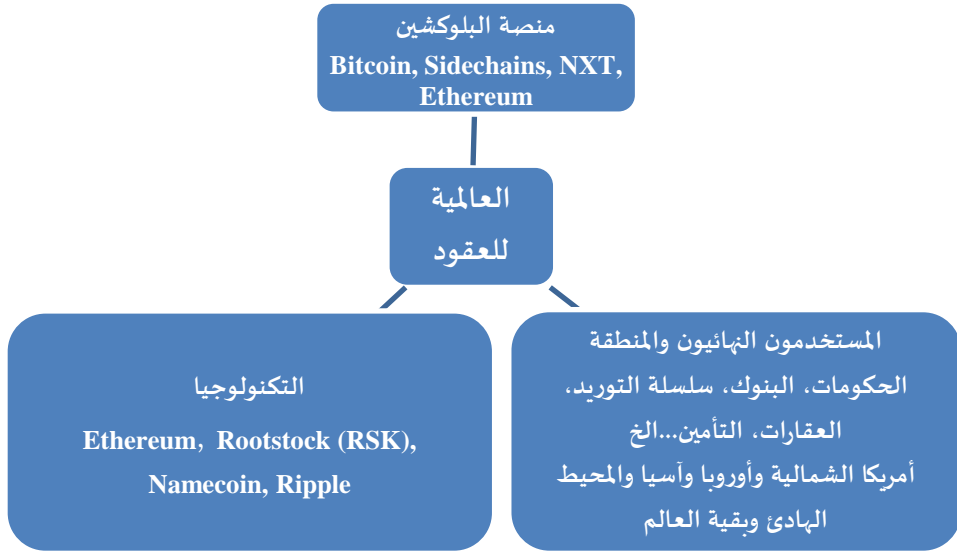 منصة البلوكشين
Bitcoin, Sidechains, NXT,
Ethereum
العالمية
للعقود
المستخدمون النهائيون والمنطقة
الحكومات، البنوك، سلسلة التوريد،
العقارات، التأمين...الخ
أمريكا الشمالية وأوروبا وآسيا والمحيط
الهادئ وبقية العالم
التكنولوجيا
Ethereum, Rootstock (RSK),
Namecoin, Ripple